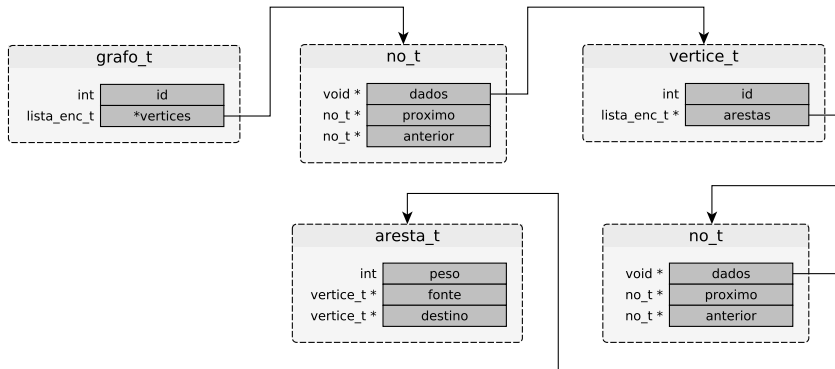 grafo_t
int id
lista_enc_t *vertices
no_t
void * dados
no_t * proximo
no_t * anterior
vertice_t
int id
lista_enc_t * arestas
aresta_t
int peso
vertice_t * fonte
vertice_t * destino
no_t
void * dados
no_t * proximo
no_t * anterior